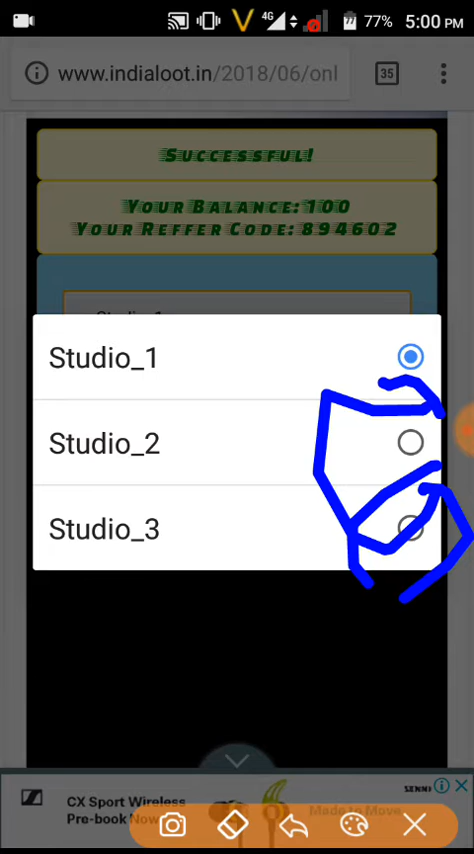 4G 77 77% 5:00 PM
www.indialoot.in/2018/06/onl 35
Successful!
Your Balance: 100
Your Reffer Code: 894602
Studio_1
Studio_2
Studio_3
CX Sport Wireless
Pre-book Now
Made to Move